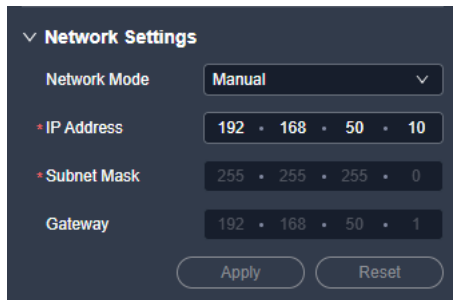 Network Settings
Network Mode Manual
* IP Address 192 • 168 • 50 • 10
* Subnet Mask 255 • 255 • 255 • 0
Gateway 192 • 168 • 50 • 1
Apply Reset